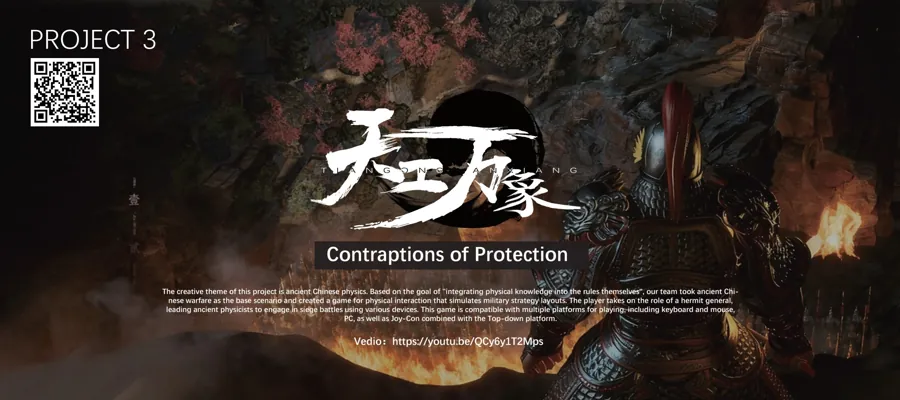 PROJECT 3
天工万象
Contraptions of Protection
壹
The creative theme of this project is ancient Chinese physics. Based on the goal of "integrating physical knowledge into the rules themselves", our team took ancient Chi-
nese warfare as the base scenario and created a game for physical interaction that simulates military strategy layouts. The player takes on the role of a hermit general,
leading ancient physicists to engage in siege battles using various devices. This game is compatible with multiple platforms for playing, including keyboard and mouse,
PC, as well as Joy-Con combined with the Top-down platform.
Vedio：https://youtu.be/QCy6y1T2Mps